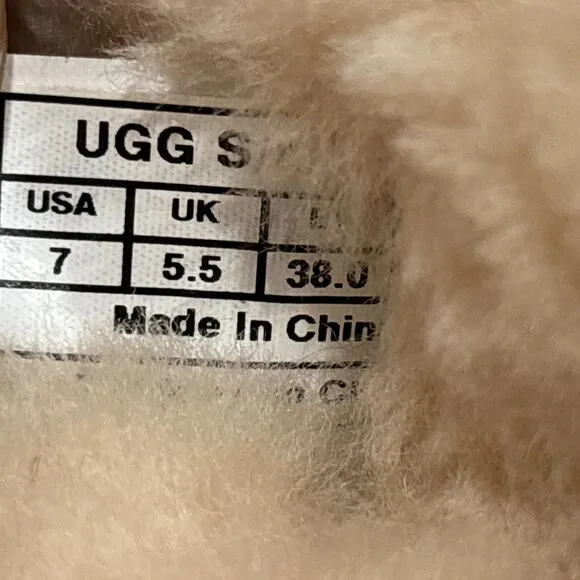 UGG S
USA UK E
7 5.5 38.0
Made In Chin